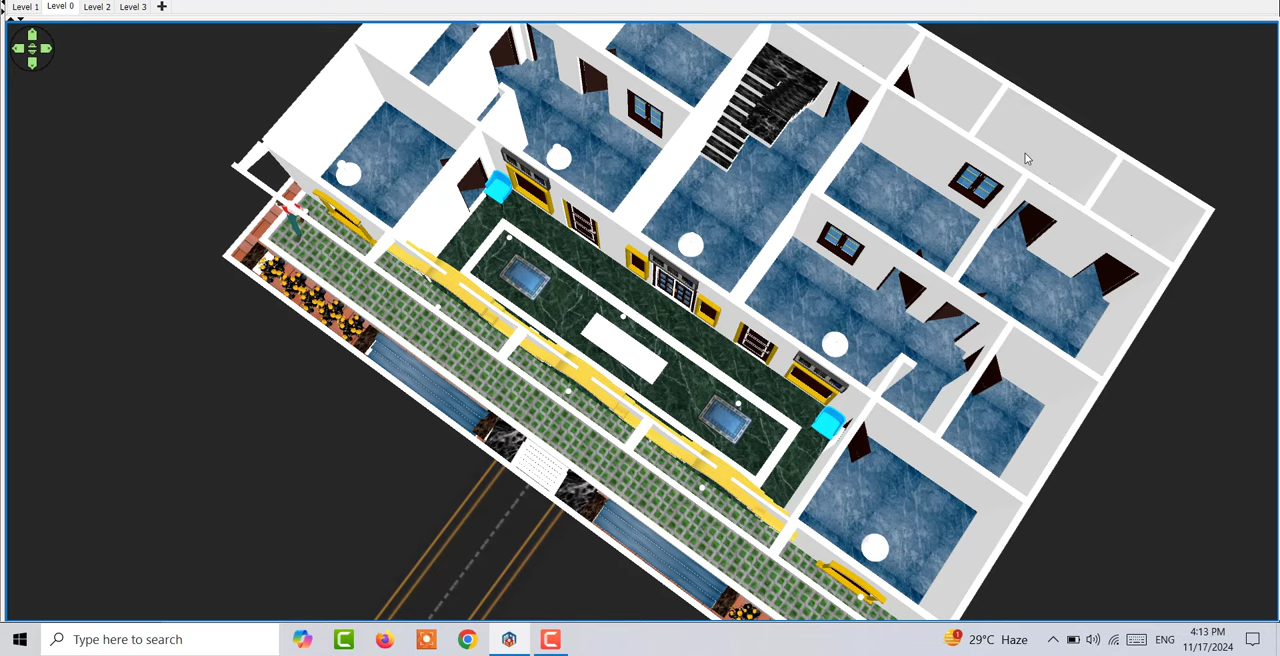 Level 1 Level 0 Level 2 Level 3
Type here to search
1
29°C Haze
ENG
4:13 PM
11/17/2024